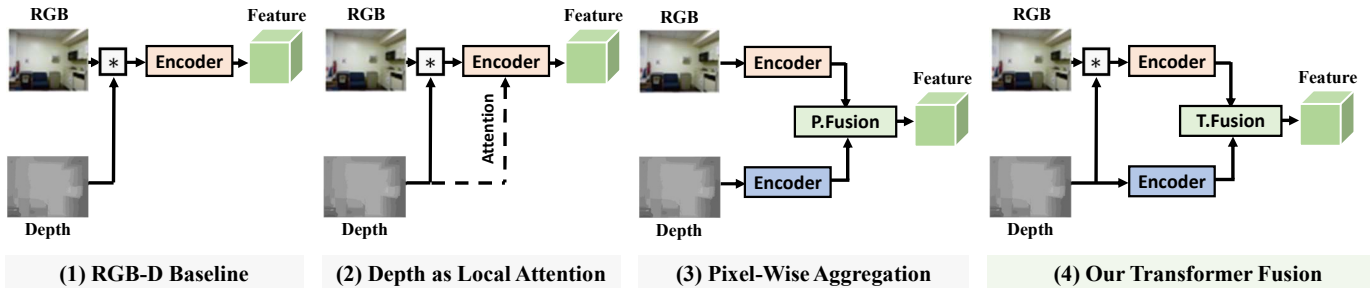 RGB
*
Encoder
Feature
Depth
(1) RGB-D Baseline
RGB
*
Encoder
Feature
Attention
Depth
(2) Depth as Local Attention
RGB
Encoder
Feature
P.Fusion
Encoder
Depth
(3) Pixel-Wise Aggregation
RGB
*
Encoder
Feature
T.Fusion
Encoder
Depth
(4) Our Transformer Fusion